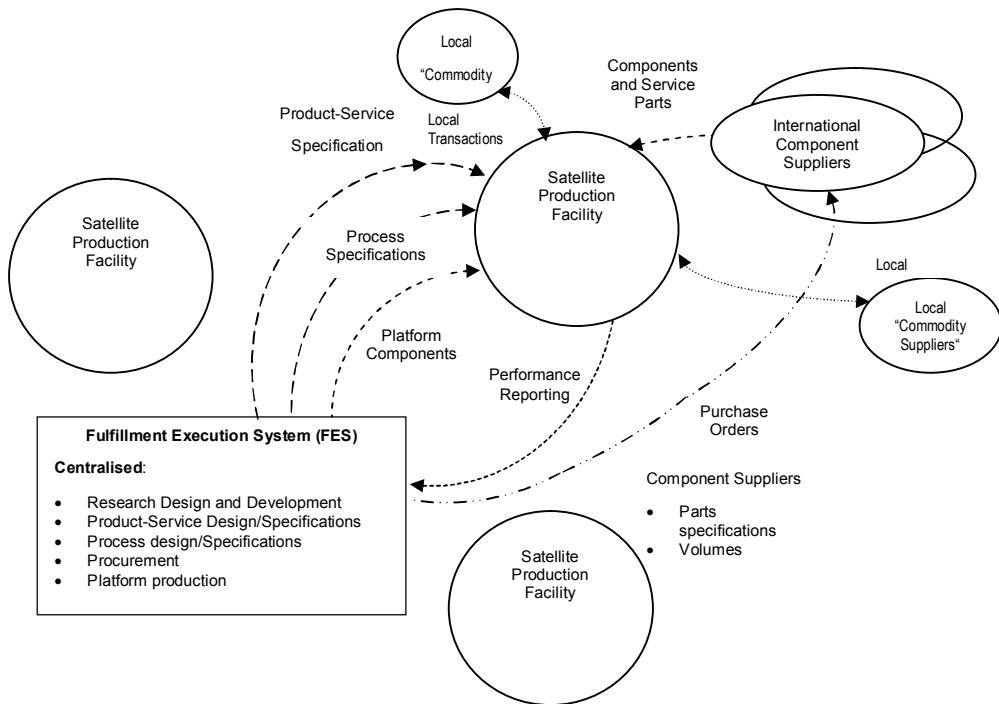 Local
“Commodity
Components
and Service
Parts
Product-Service
Specification
Local
Transactions
International
Component
Suppliers
Satellite
Production
Facility
Satellite
Production
Facility
Process
Specifications
Local
Local
“Commodity
Suppliers“
Platform
Components
Performance
Reporting
Purchase
Orders
Fulfillment Execution System (FES)
Centralised:
• Research Design and Development
• Product-Service Design/Specifications
• Process design/Specifications
• Procurement
• Platform production
Component Suppliers
• Parts
specifications
• Volumes
Satellite
Production
Facility